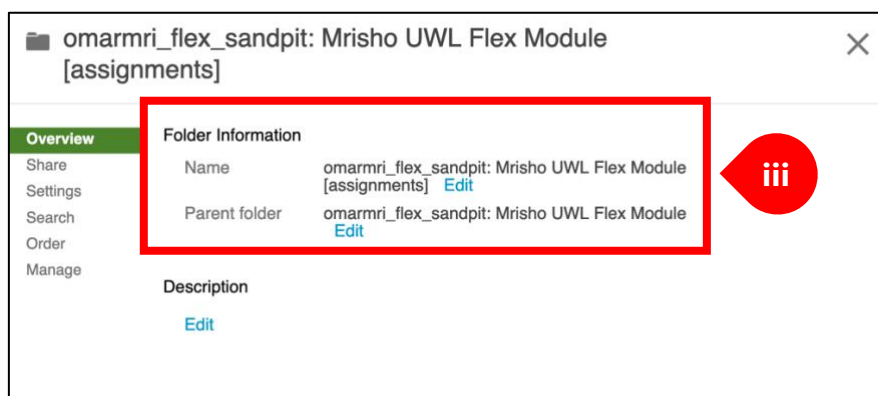 omarmri_flex_sandpit: Mrisho UWL Flex Module
[assignments]
Overview
Share
Settings
Search
Order
Manage
Folder Information
Name omarmri_flex_sandpit: Mrisho UWL Flex Module
[assignments] Edit
Parent folder omarmri_flex_sandpit: Mrisho UWL Flex Module
Edit
Description
Edit
iii